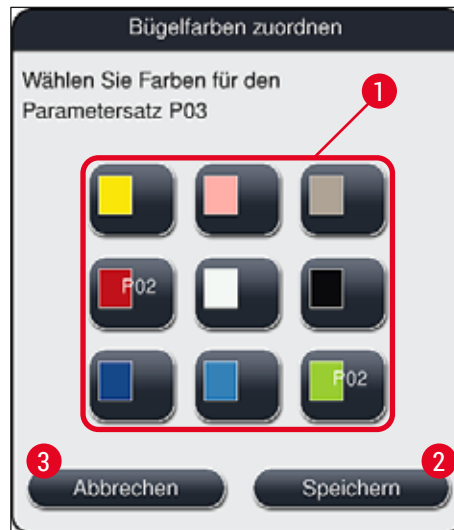 Bügelfarben zuordnen
Wählen Sie Farben für den
Parametersatz P03
1
P02
P02
3
2
Abbrechen
Speichern